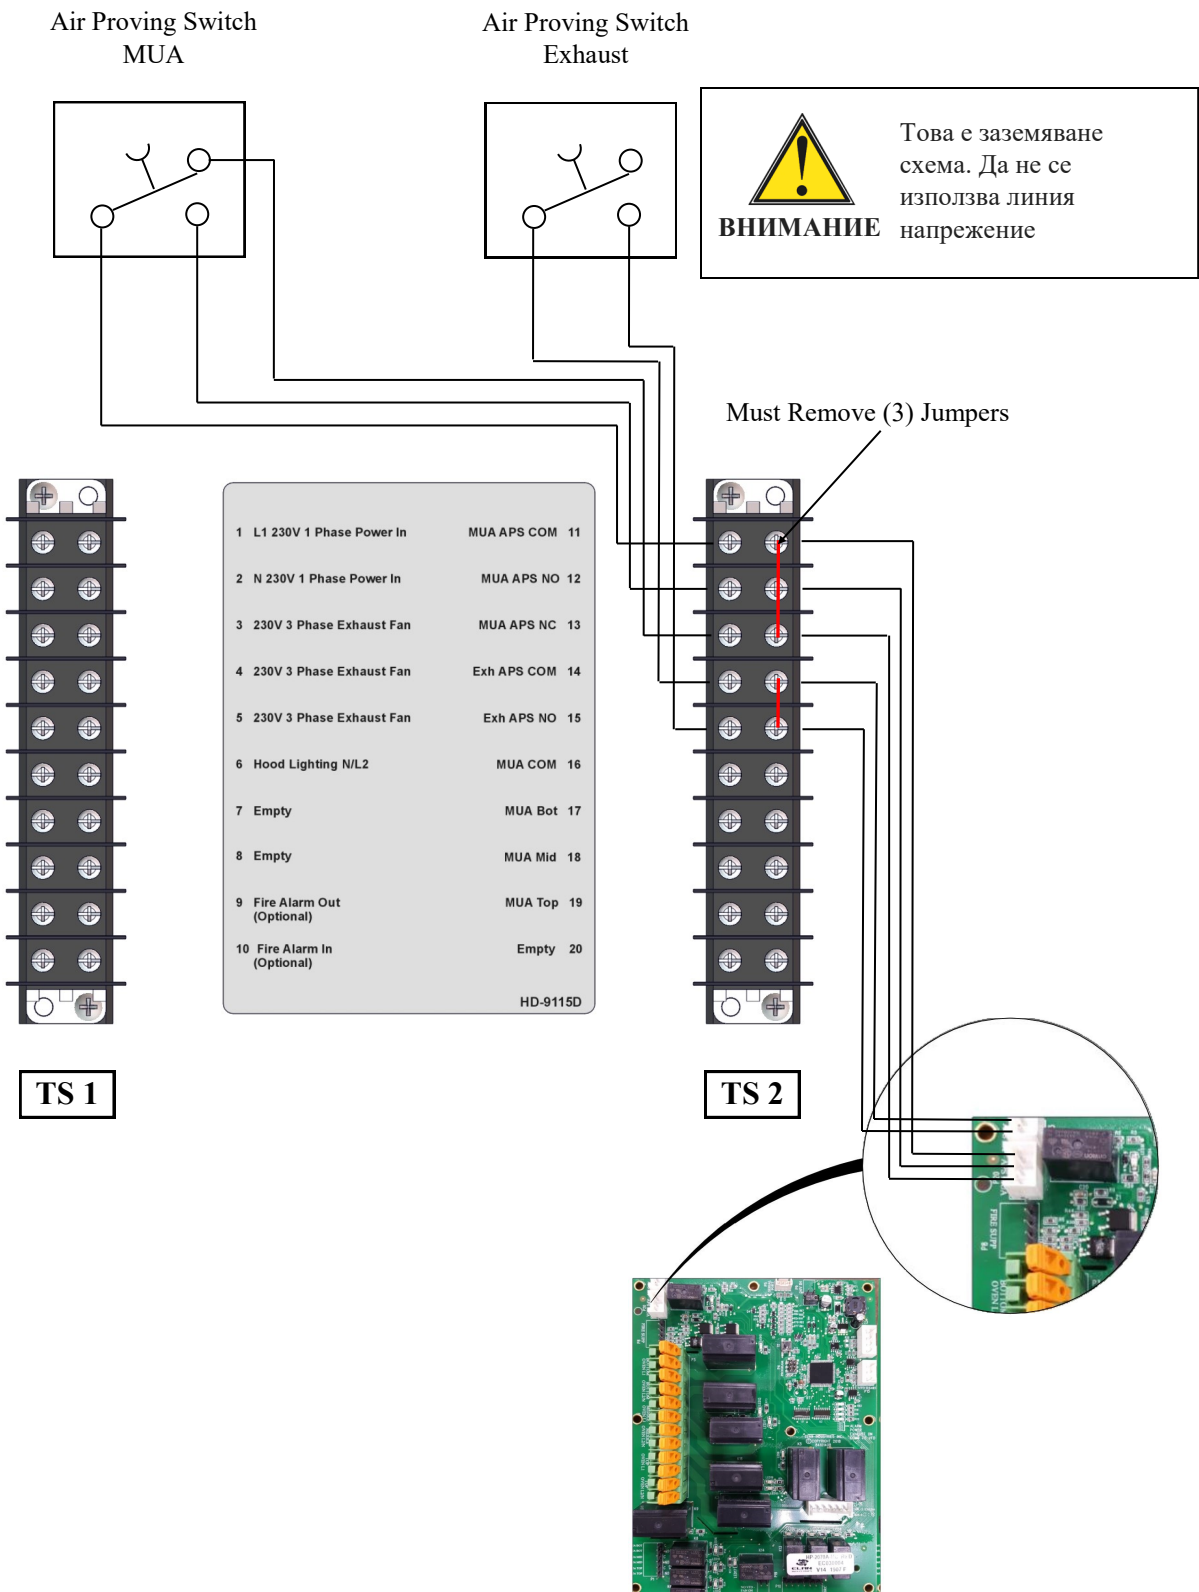 Air Proving Switch
MUA
Air Proving Switch
Exhaust
Това е заземяване
схема. Да не се
използва линия
напрежение
ВНИМАНИЕ
Must Remove (3) Jumpers
1 L1 230V 1 Phase Power In MUA APS COM 11
2 N 230V 1 Phase Power In MUA APS NO 12
3 230V 3 Phase Exhaust Fan MUA APS NC 13
4 230V 3 Phase Exhaust Fan Exh APS COM 14
5 230V 3 Phase Exhaust Fan Exh APS NO 15
6 Hood Lighting N/L2 MUA COM 16
7 Empty MUA Bot 17
8 Empty MUA Mid 18
9 Fire Alarm Out MUA Top 19
(Optional)
10 Fire Alarm In Empty 20
(Optional)
HD-9115D
TS 1
TS 2
FIRE SUPP